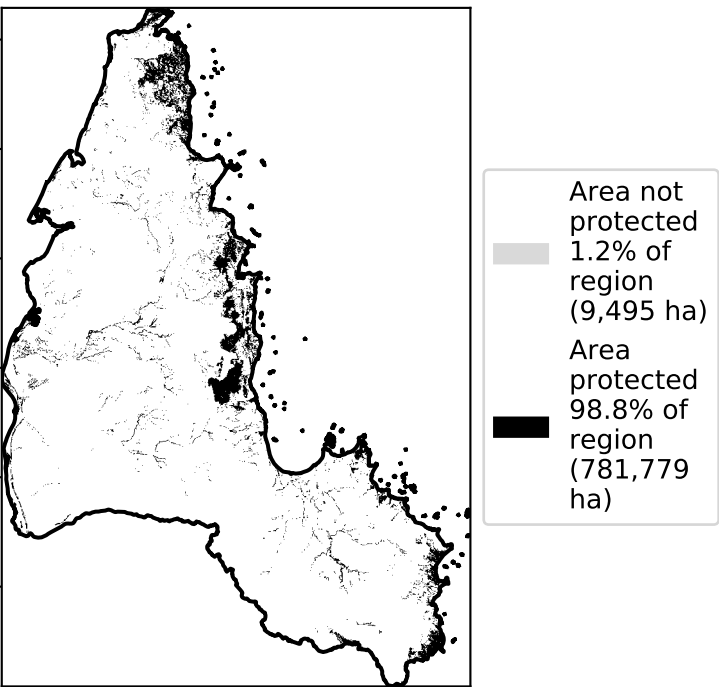 Area not
protected
1.2% of
region
(9,495 ha)
Area
protected
98.8% of
region
(781,779
ha)